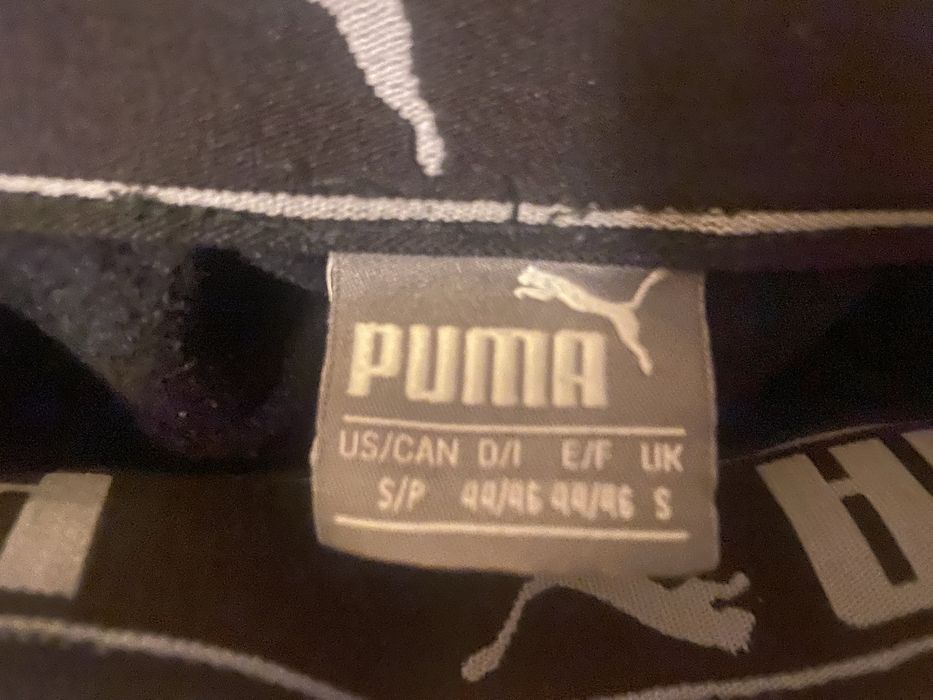 PUMA
US/CAN D/I E/F UK
S/P 44/46 44/46 S